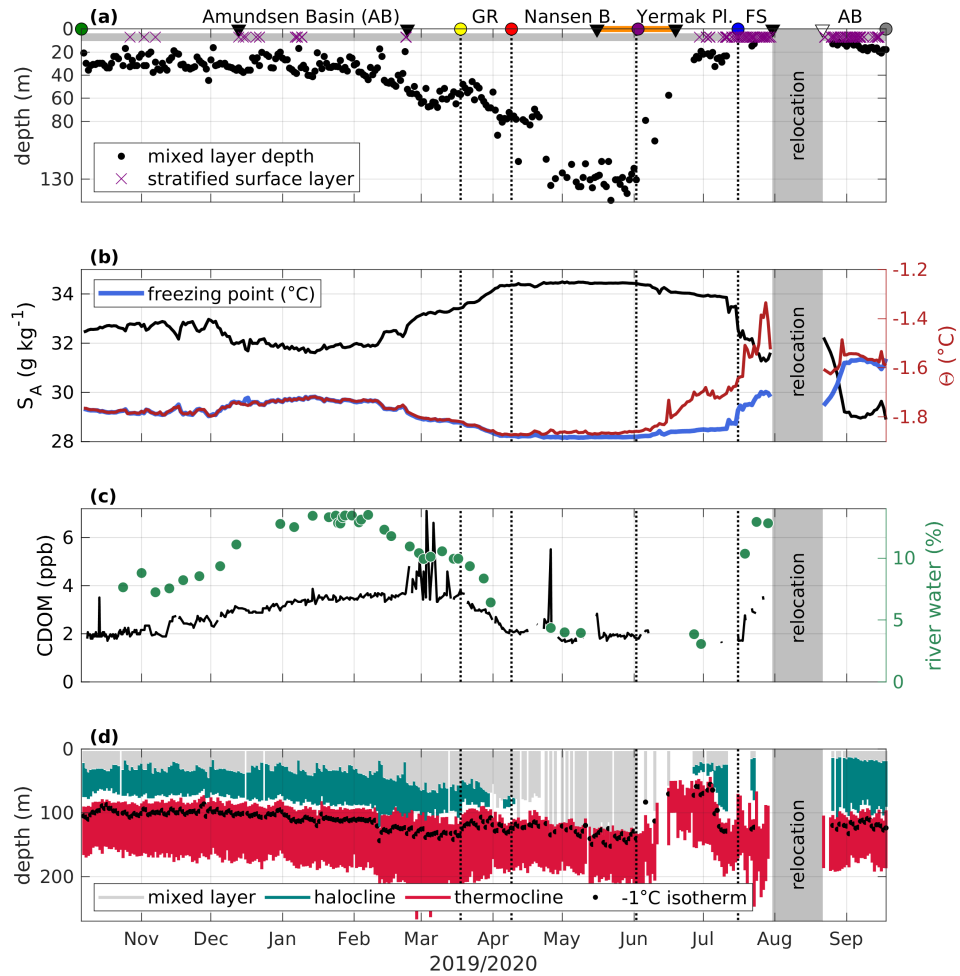 (a)
Amundsen Basin (AB)
GR
Nansen B.
Yermak Pl.
FS
AB
0
20
40
60
80
130
depth (m)
mixed layer depth
stratified surface layer
relocation
(b)
34
32
30
28
S_A (g kg⁻¹)
freezing point (°C)
relocation
-1.2
-1.4
-1.6
-1.8
Θ (°C)
(c)
6
4
2
0
CDOM (ppb)
relocation
10
5
0
river water (%)
(d)
0
100
200
depth (m)
relocation
mixed layer
halocline
thermocline
-1°C isotherm
Nov
Dec
Jan
Feb
Mar
Apr
May
Jun
Jul
Aug
Sep
2019/2020